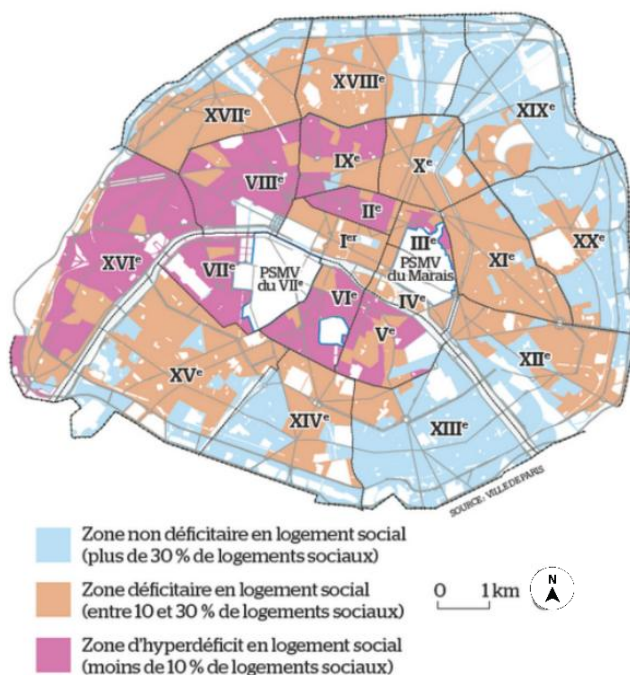 XVIIIe
XIXe
XVIIe
IXe
Xe
VIIIe
IIe
Ier
IIIe
PSMV
du Marais
XXe
XIe
XVIe
VIIe
PSMV
du VIIe
VIe
IVe
Ve
XIIe
XVe
XIVe
XIIIe
SOURCE : VILLE DE PARIS
Zone non déficitaire en logement social
(plus de 30 % de logements sociaux)
Zone déficitaire en logement social
(entre 10 et 30 % de logements sociaux)
0 1 km
N
Zone d'hyperdéficit en logement social
(moins de 10 % de logements sociaux)